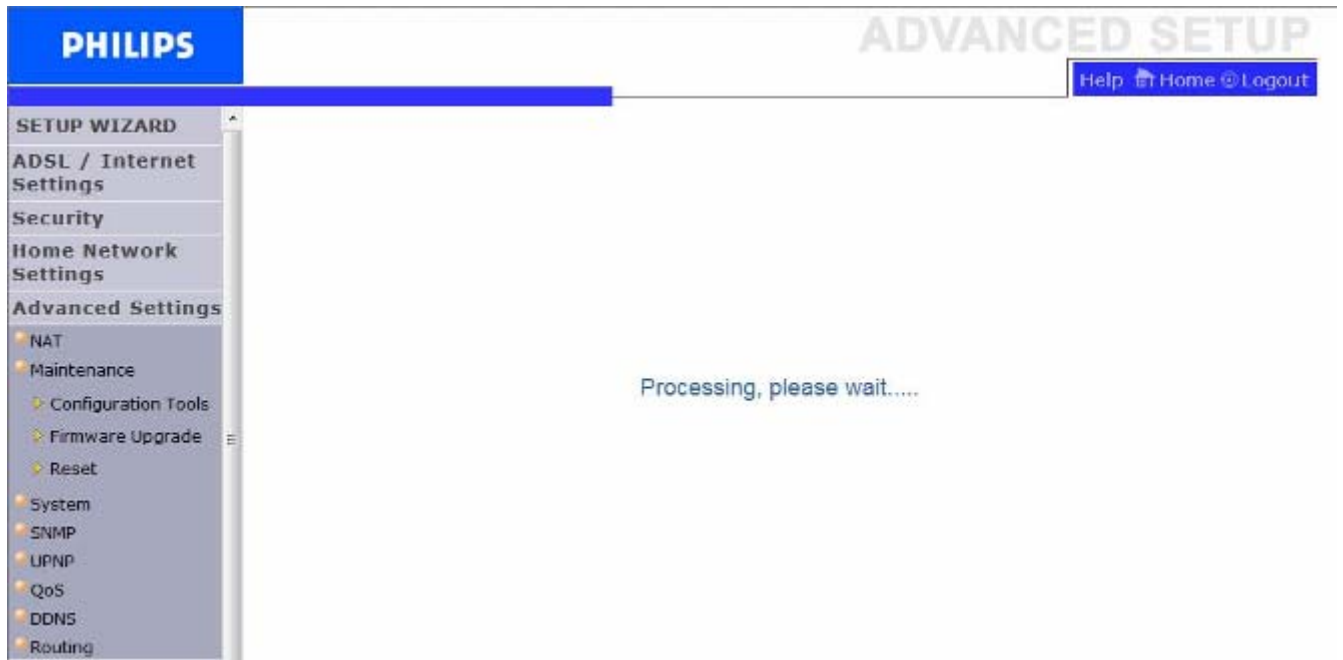 PHILIPS
ADVANCED SETUP
Help Home Logout
SETUP WIZARD
ADSL / Internet
Settings
Security
Home Network
Settings
Advanced Settings
NAT
Maintenance
Configuration Tools
Firmware Upgrade
Reset
System
SNMP
UPNP
QoS
DDNS
Routing
Processing, please wait.....